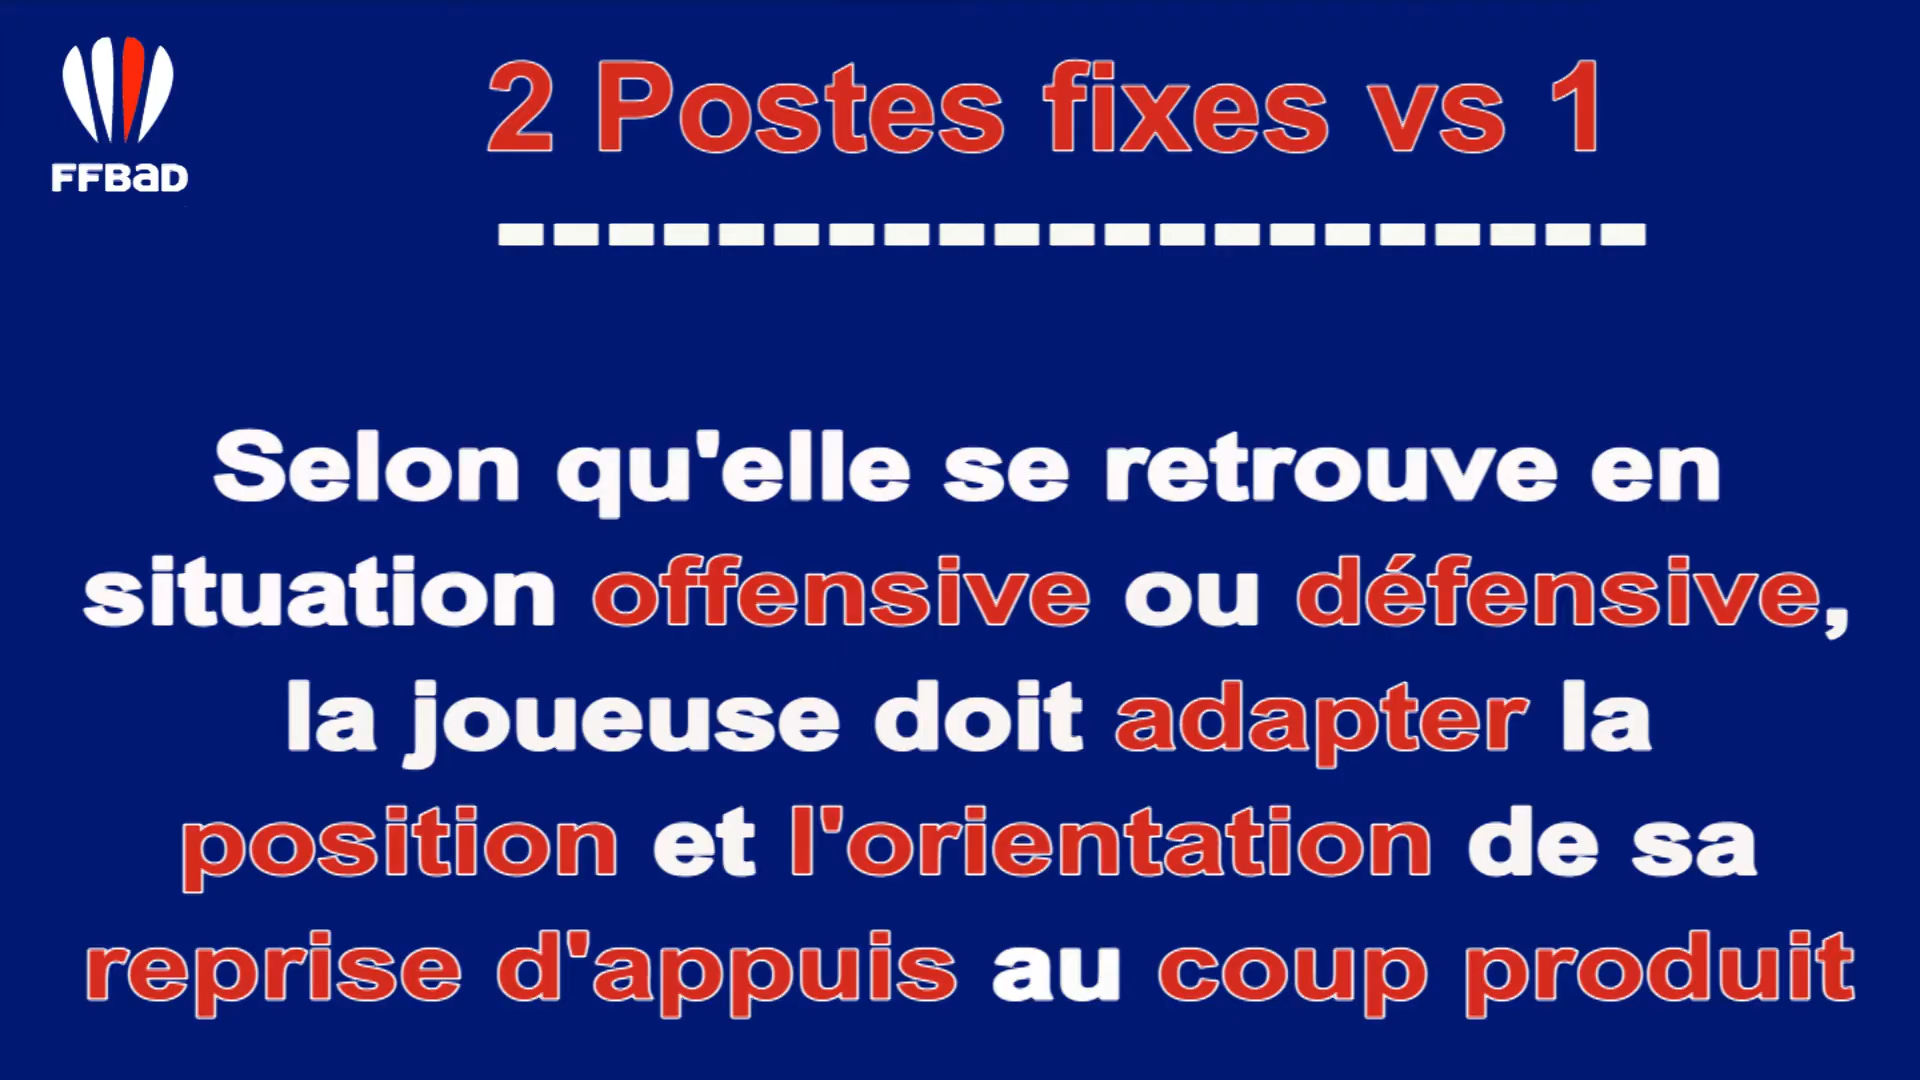 FFBaD
2 Postes fixes vs 1
---------------------
Selon qu'elle se retrouve en
situation offensive ou défensive,
la joueuse doit adapter la
position et l'orientation de sa
reprise d'appuis au coup produit